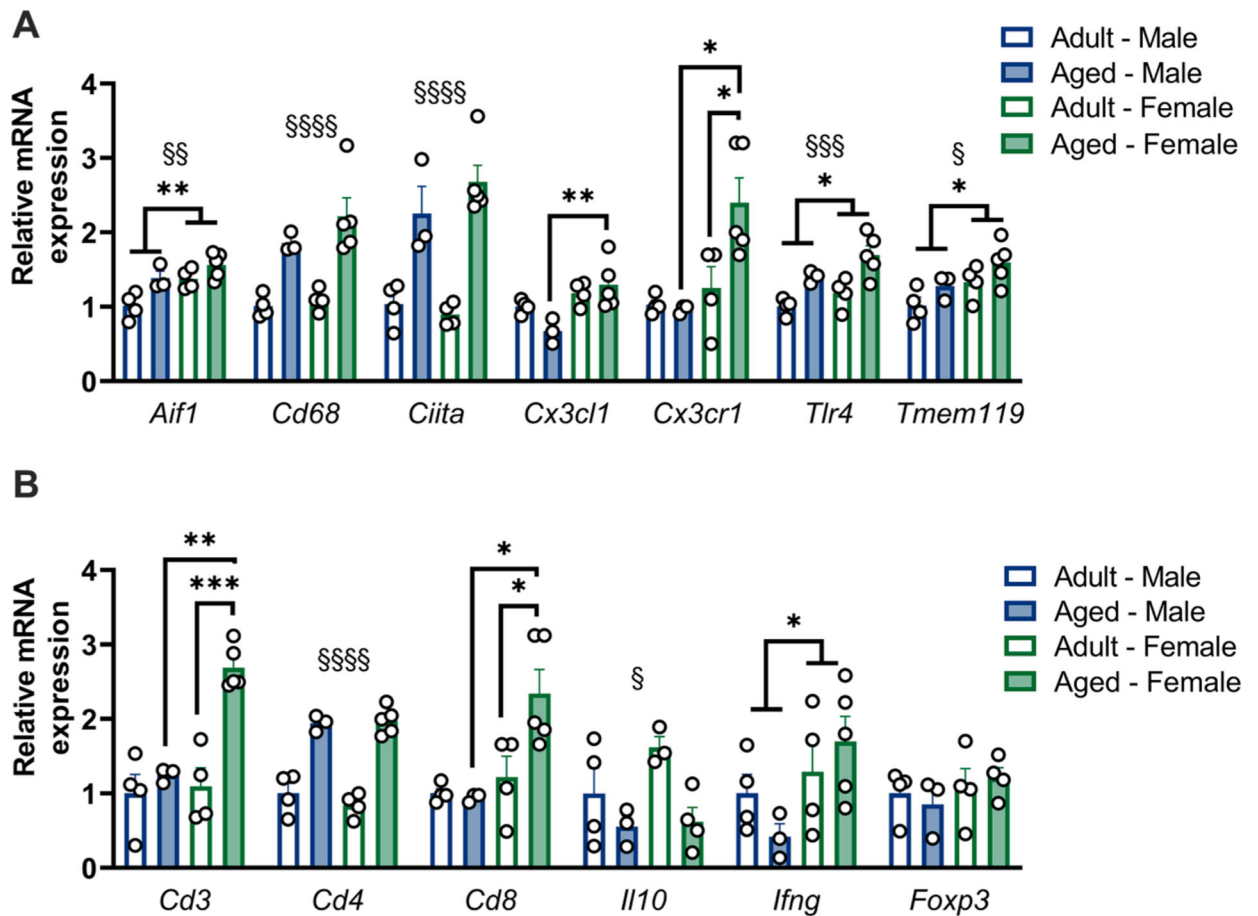 A
Adult - Male
Aged - Male
Adult - Female
Aged - Female
Relative mRNA
expression
4
3
2
1
0
§§
**
§§§§
§§§§
**
*
*
§§§
*
§
*
Aif1
Cd68
Ciita
Cx3cl1
Cx3cr1
Tlr4
Tmem119
B
Adult - Male
Aged - Male
Adult - Female
Aged - Female
Relative mRNA
expression
4
3
2
1
0
**
***
§§§§
*
*
§
*
Cd3
Cd4
Cd8
Il10
Ifng
Foxp3